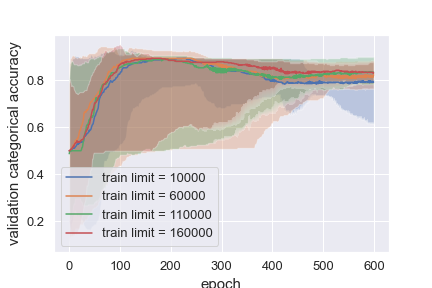 validation categorical accuracy
0.8
0.6
0.4
0.2
train limit = 10000
train limit = 60000
train limit = 110000
train limit = 160000
0 100 200 300 400 500 600
epoch